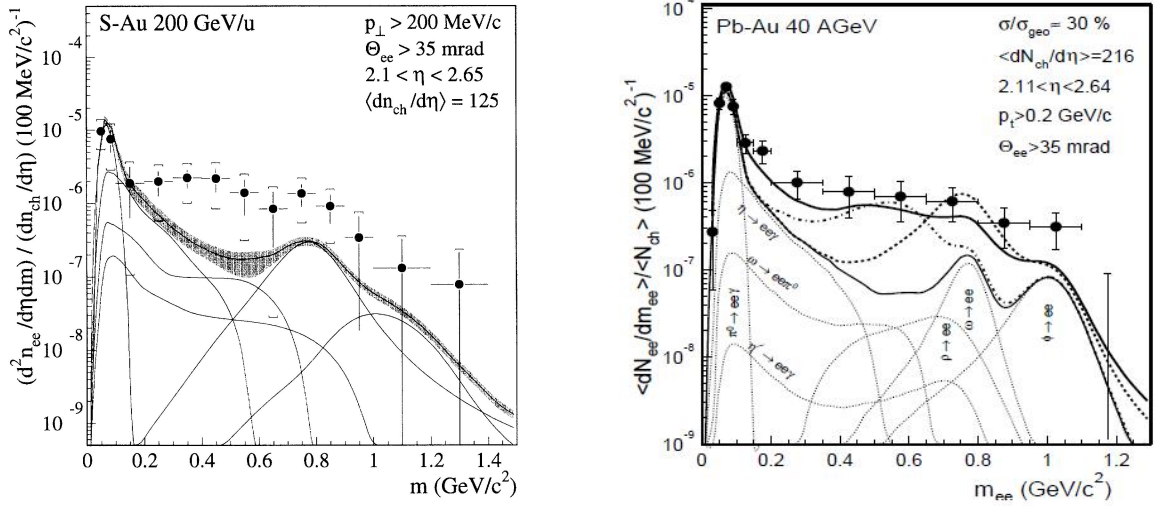 S-Au 200 GeV/u
p⊥ > 200 MeV/c
Θee > 35 mrad
2.1 < η < 2.65
⟨dnch/dη⟩ = 125
(d²nee/dηdm) / (dnch/dη) (100 MeV/c²)⁻¹
10⁻⁴
10⁻⁵
10⁻⁶
10⁻⁷
10⁻⁸
10⁻⁹
0 0.2 0.4 0.6 0.8 1 1.2 1.4
m (GeV/c²)
Pb-Au 40 AGeV
σ/σgeo= 30 %
<dNch/dη>=216
2.11<η<2.64
pt>0.2 GeV/c
Θee>35 mrad
<dNee/dmee>/<Nch> (100 MeV/c²)⁻¹
10⁻⁴
10⁻⁵
10⁻⁶
10⁻⁷
10⁻⁸
10⁻⁹
η → eeγ
ω → eeπ⁰
η' → eeγ
π⁰→ eeγ
ρ → ee
ω → ee
ϕ → ee
0 0.2 0.4 0.6 0.8 1 1.2
mee (GeV/c²)